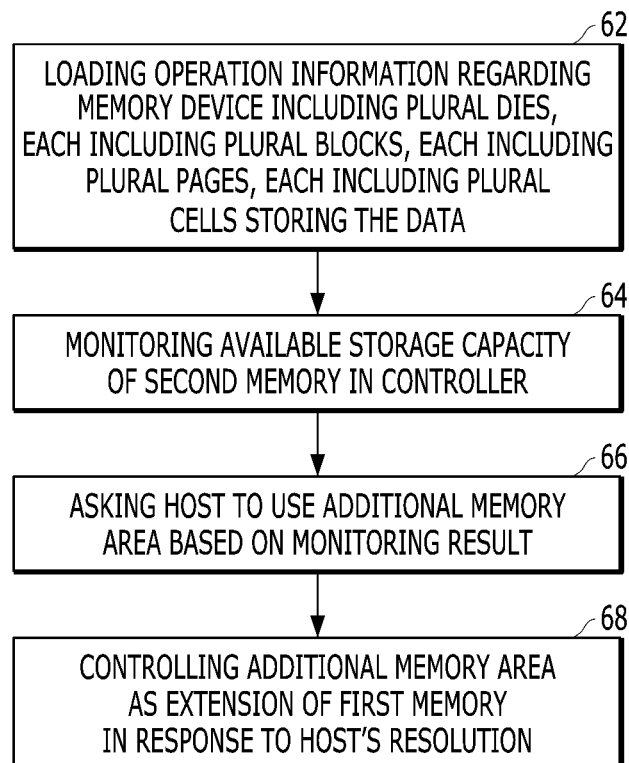 62
LOADING OPERATION INFORMATION REGARDING
MEMORY DEVICE INCLUDING PLURAL DIES,
EACH INCLUDING PLURAL BLOCKS, EACH INCLUDING
PLURAL PAGES, EACH INCLUDING PLURAL
CELLS STORING THE DATA
64
MONITORING AVAILABLE STORAGE CAPACITY
OF SECOND MEMORY IN CONTROLLER
66
ASKING HOST TO USE ADDITIONAL MEMORY
AREA BASED ON MONITORING RESULT
68
CONTROLLING ADDITIONAL MEMORY AREA
AS EXTENSION OF FIRST MEMORY
IN RESPONSE TO HOST'S RESOLUTION